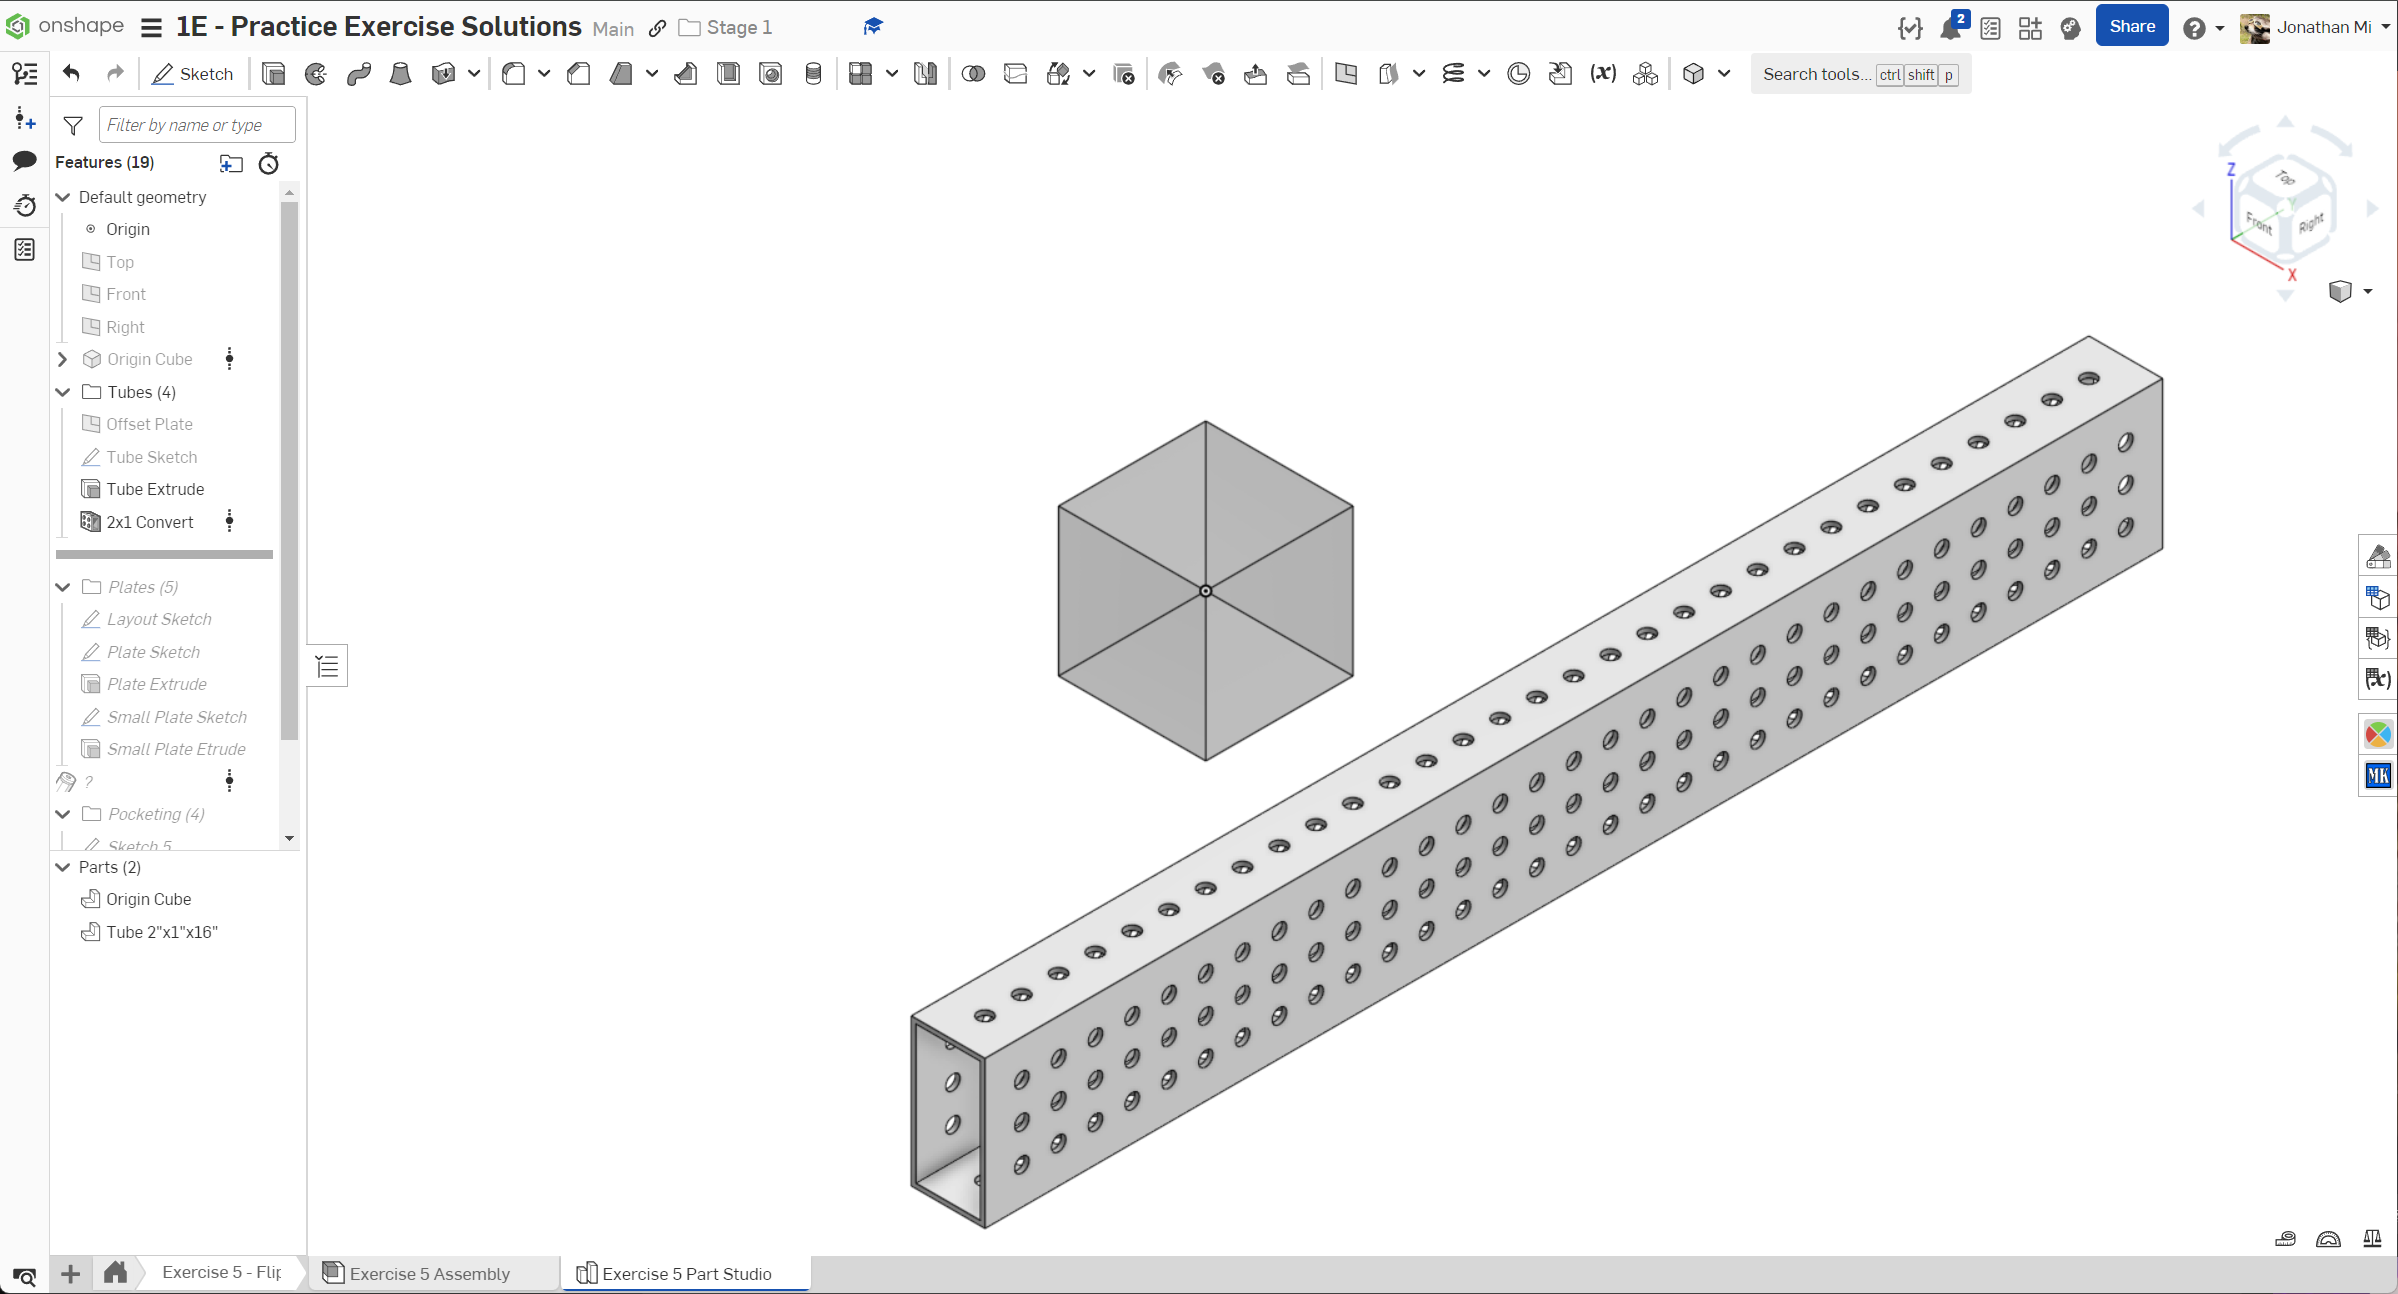 onshape 1E - Practice Exercise Solutions Main Stage 1 2 Share Jonathan Mi
Sketch (x) Search tools... ctrl shift p
Filter by name or type
Features (19)
Default geometry
Origin
Top
Front
Right
Origin Cube
Tubes (4)
Offset Plate
Tube Sketch
Tube Extrude
2x1 Convert
Plates (5)
Layout Sketch
Plate Sketch
Plate Extrude
Small Plate Sketch
Small Plate Etrude
?
Pocketing (4)
Sketch 5
Parts (2)
Origin Cube
Tube 2"x1"x16"
Z
Top
Front
Right
X
(x)
MK
Exercise 5 - Flip
Exercise 5 Assembly
Exercise 5 Part Studio